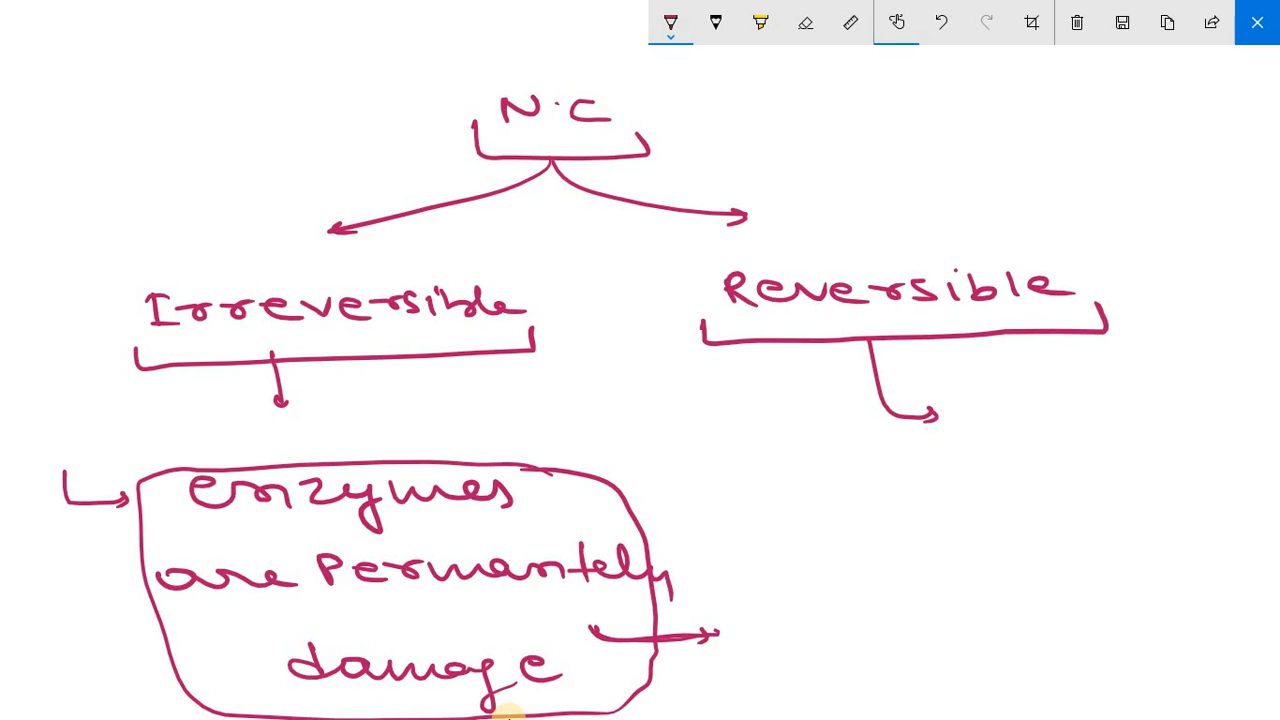 N.C
Irreversible
Reversible
enzymes
are Permantely
damage